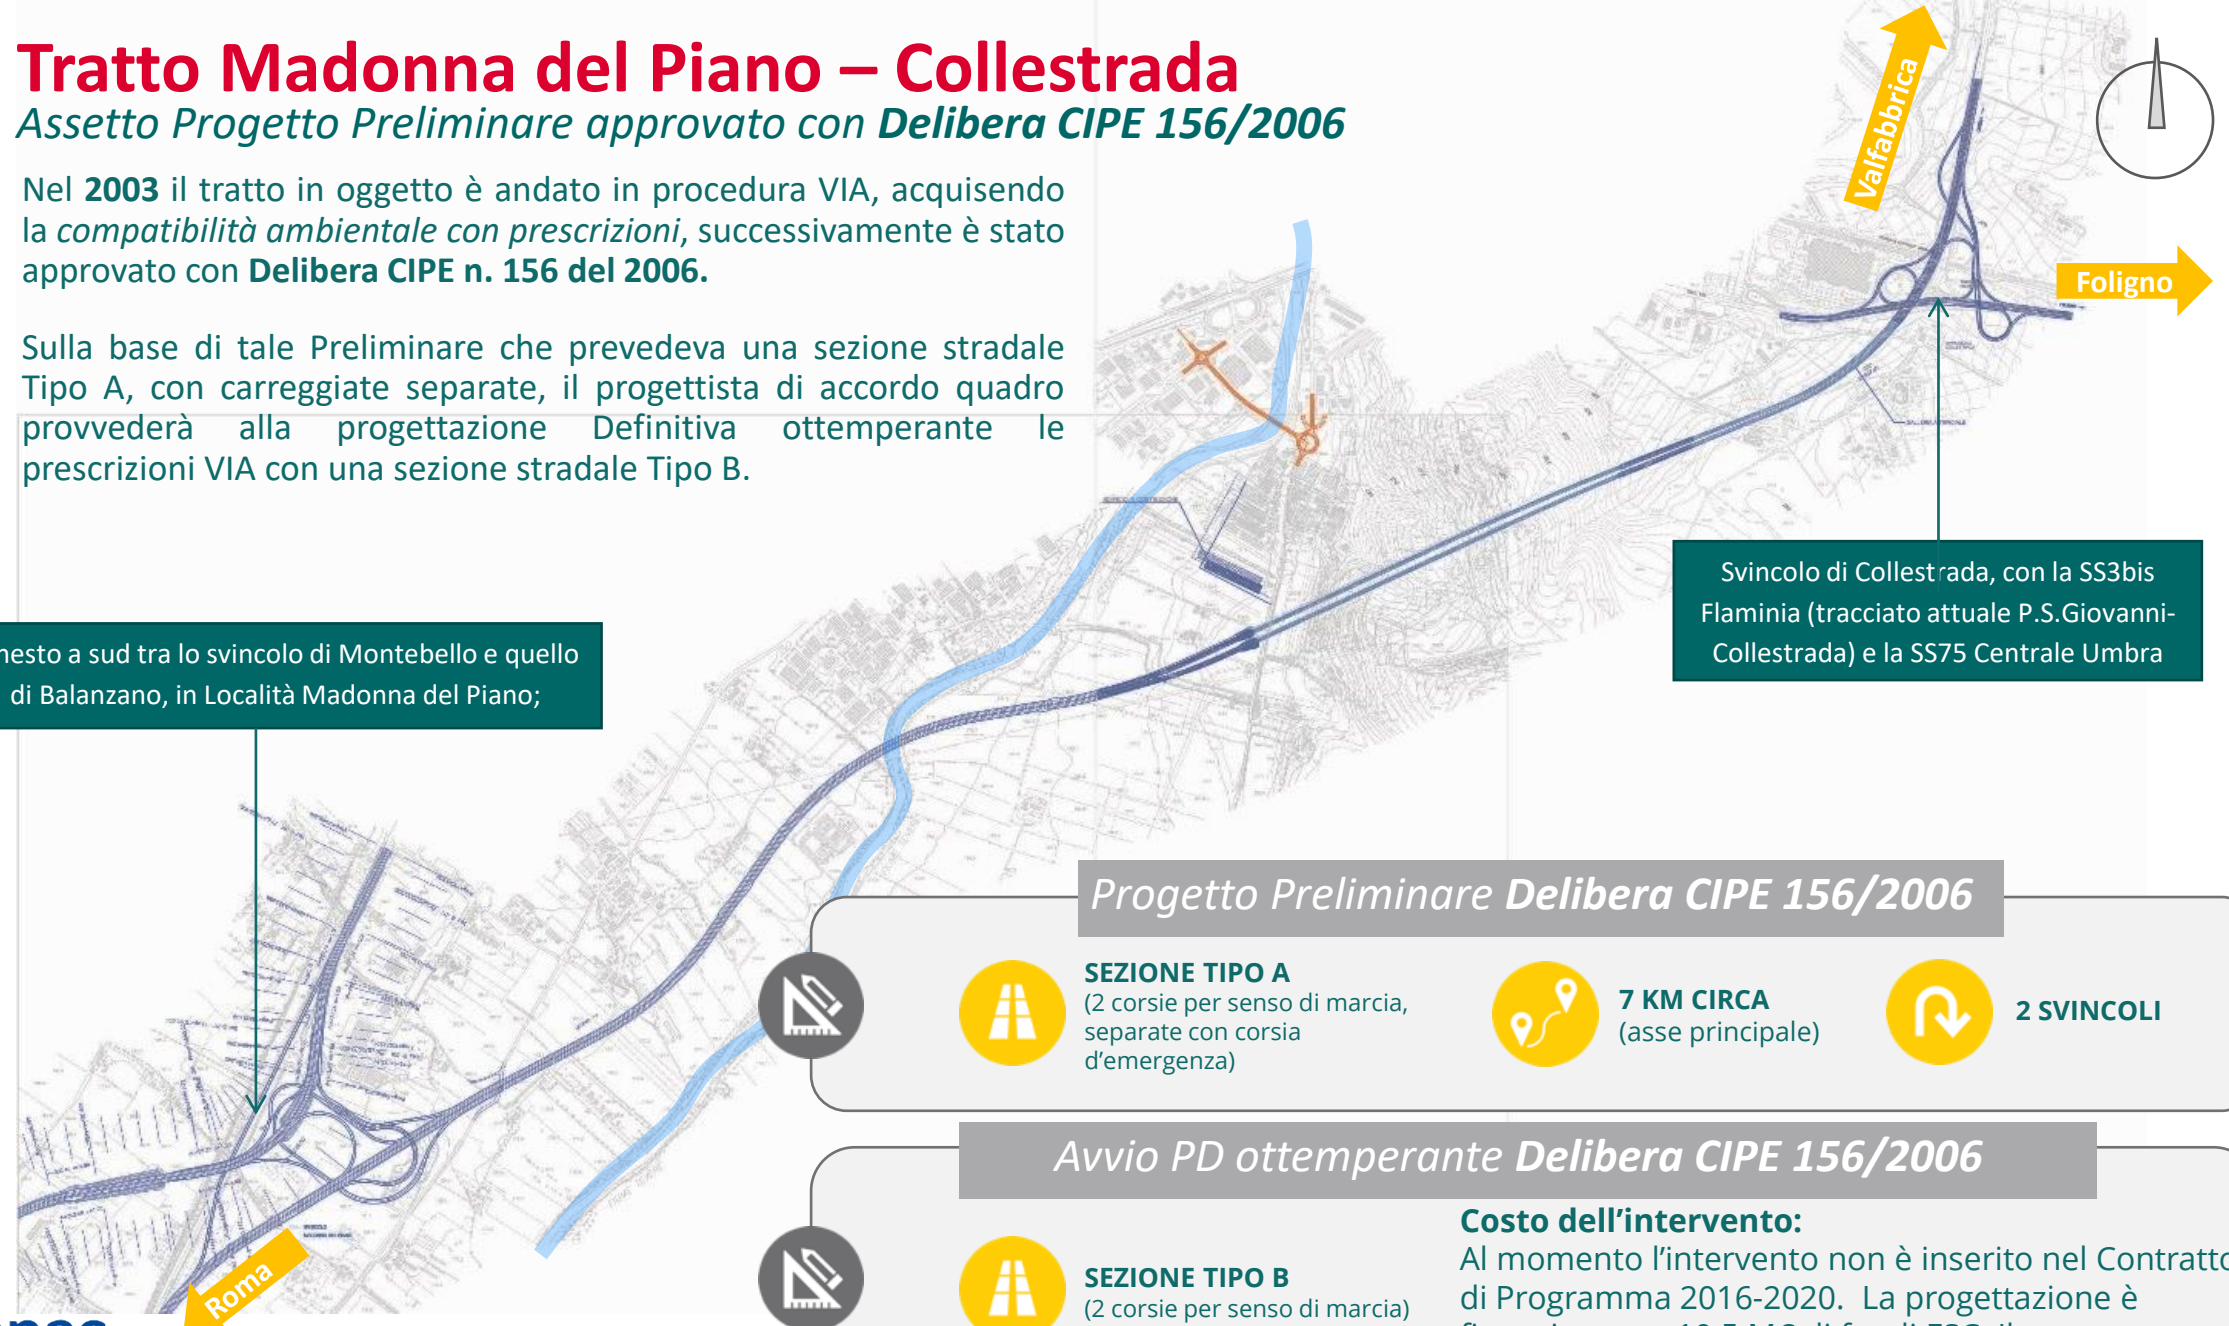 Tratto Madonna del Piano – Collestrada
Assetto Progetto Preliminare approvato con Delibera CIPE 156/2006
Nel 2003 il tratto in oggetto è andato in procedura VIA, acquisendo
la compatibilità ambientale con prescrizioni, successivamente è stato
approvato con Delibera CIPE n. 156 del 2006.
Sulla base di tale Preliminare che prevedeva una sezione stradale
Tipo A, con carreggiate separate, il progettista di accordo quadro
provvederà alla progettazione Definitiva ottemperante le
prescrizioni VIA con una sezione stradale Tipo B.
Valfabbrica
Foligno
Svincolo di Collestrada, con la SS3bis
Flaminia (tracciato attuale P.S.Giovanni-
Collestrada) e la SS75 Centrale Umbra
nesto a sud tra lo svincolo di Montebello e quello
di Balanzano, in Località Madonna del Piano;
Roma
Progetto Preliminare Delibera CIPE 156/2006
SEZIONE TIPO A
(2 corsie per senso di marcia,
separate con corsia
d'emergenza)
7 KM CIRCA
(asse principale)
2 SVINCOLI
Avvio PD ottemperante Delibera CIPE 156/2006
SEZIONE TIPO B
(2 corsie per senso di marcia)
Costo dell'intervento:
Al momento l'intervento non è inserito nel Contratto
di Programma 2016-2020. La progettazione è